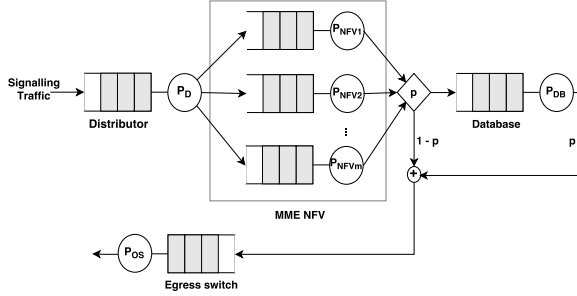 Signalling
Traffic
Distributor
P_D
P_NFV1
P_NFV2
⋮
P_NFVm
MME NFV
p
1 - p
+
Database
P_DB
p
P_OS
Egress switch